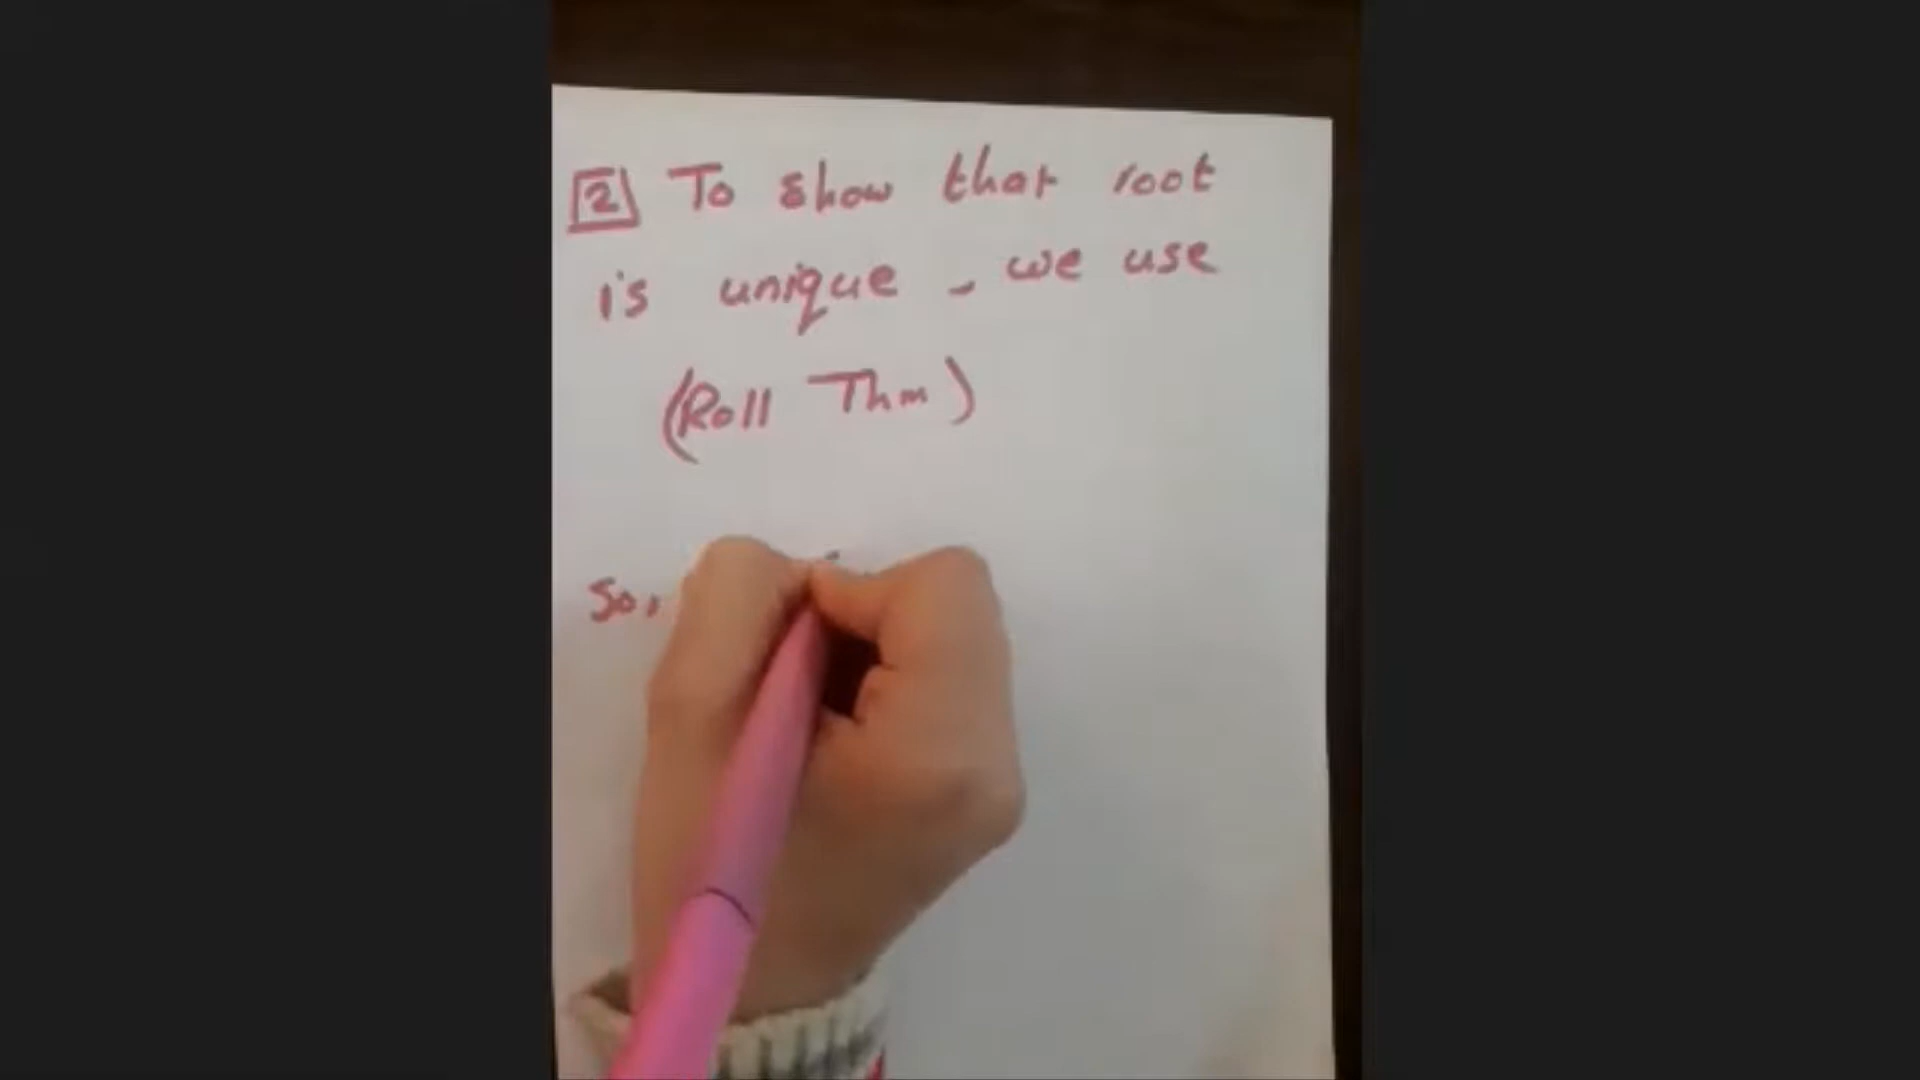 2 To show that root
is unique - we use
(Roll Thm)
So,